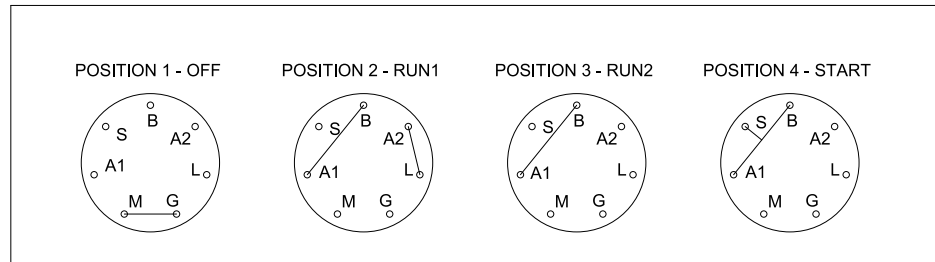 POSITION 1 - OFF
POSITION 2 - RUN1
POSITION 3 - RUN2
POSITION 4 - START
B
S
A2
A1
L
M
G
B
S
A2
A1
L
M
G
B
S
A2
A1
L
M
G
B
S
A2
A1
L
M
G